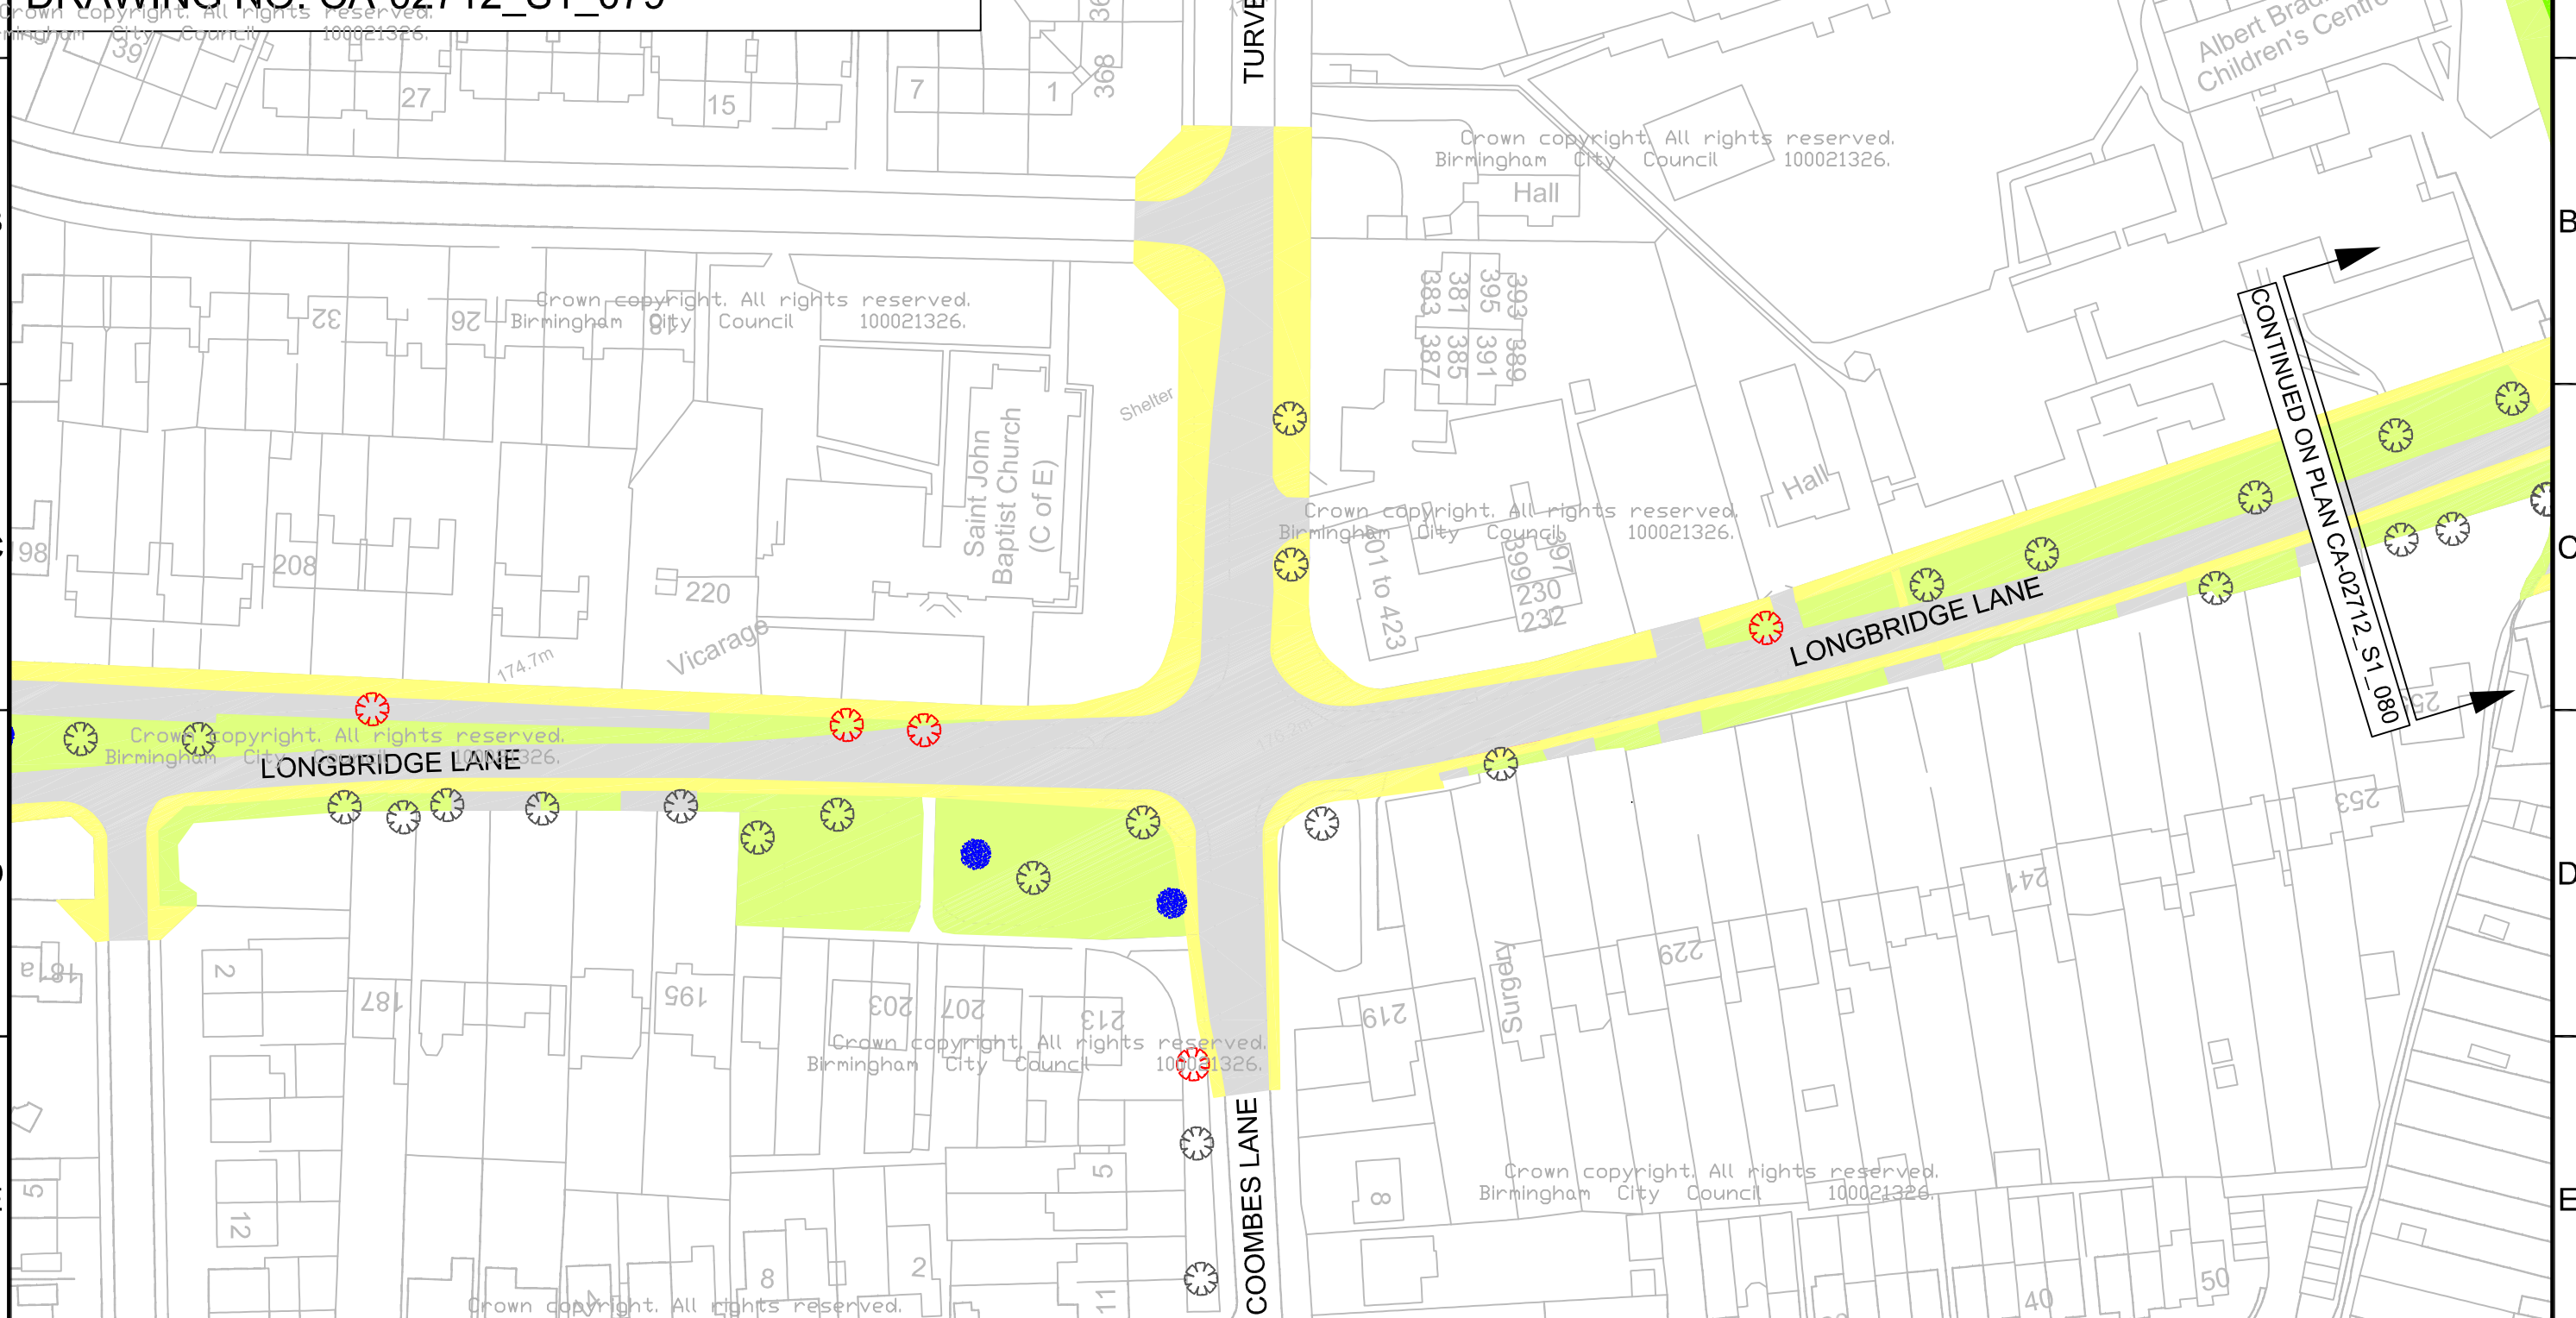 DRAWING NO. CA-02712_S1_079
Crown copyright. All rights reserved.
Birmingham City Council 100021326.
39
27
15
7
1
368
TURVE
Albert Brad
Children's Centre
B
Crown copyright. All rights reserved.
Birmingham City Council 100021326.
Hall
32
26
18
Crown copyright. All rights reserved.
Birmingham City Council 100021326.
383
381
395
393
387
385
391
389
Shelter
Saint John
Baptist Church
(C of E)
CONTINUED ON PLAN CA-02712_S1_080
Hall
Crown copyright. All rights reserved.
Birmingham City Council 100021326.
C
98
208
220
Vicarage
174.7m
401 to 423
399
397
230
232
LONGBRIDGE LANE
Crown copyright. All rights reserved.
Birmingham City Council 100021326.
LONGBRIDGE LANE
253
D
241
229
Surgery
219
181a
2
187
195
203
207
213
Crown copyright. All rights reserved.
Birmingham City Council 100021326.
COOMBES LANE
5
12
5
8
Crown copyright. All rights reserved.
Birmingham City Council 100021326.
E
8
2
11
40
50
Crown copyright. All rights reserved.